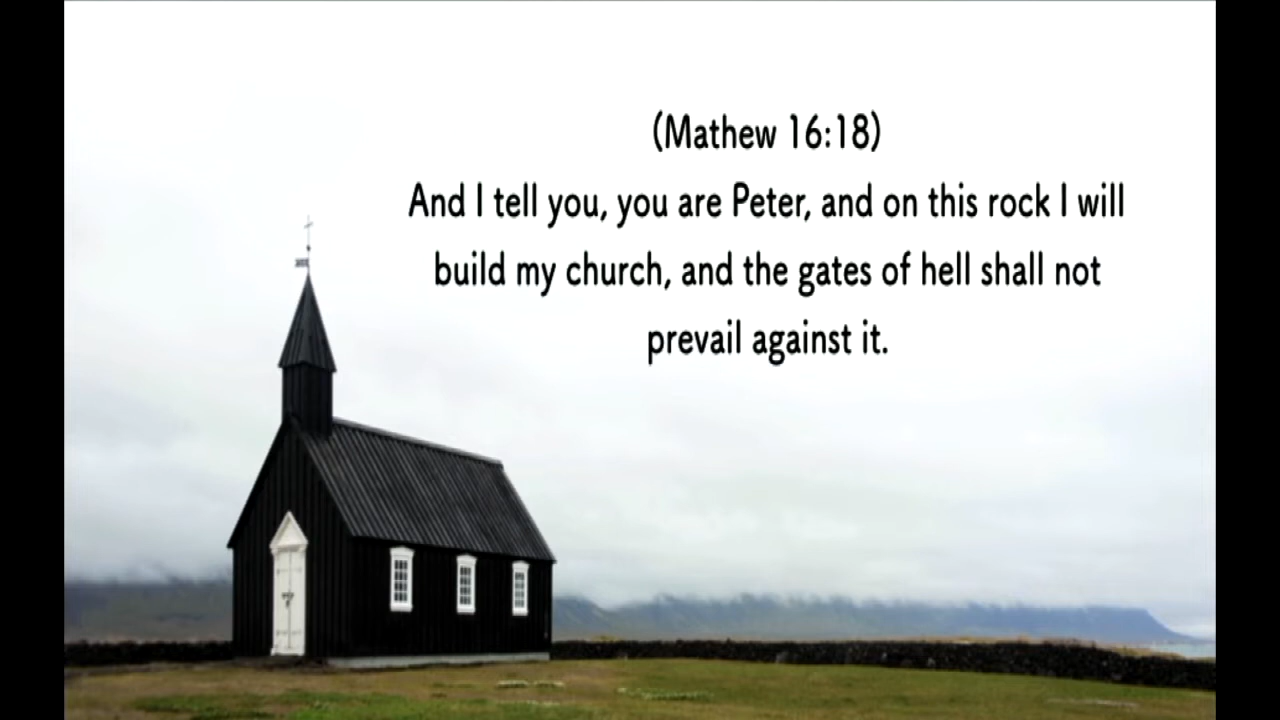 (Mathew 16:18)
And I tell you, you are Peter, and on this rock I will
build my church, and the gates of hell shall not
prevail against it.